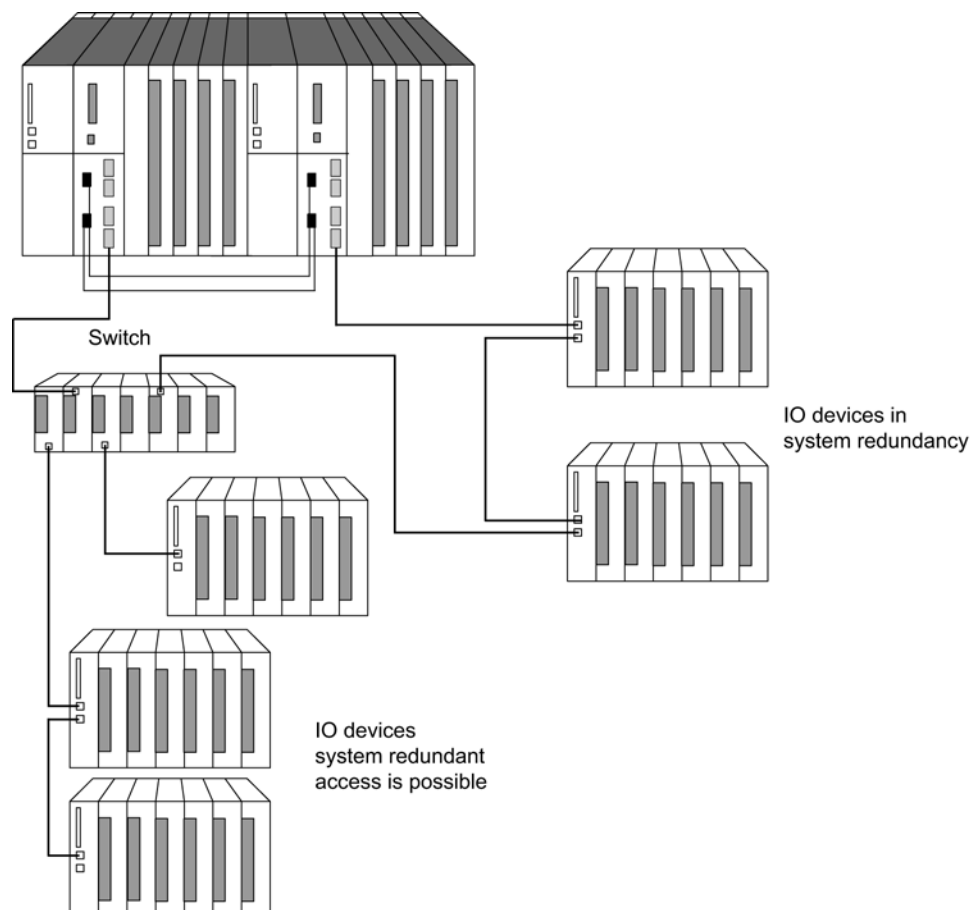 Switch
IO devices in
system redundancy
IO devices
system redundant
access is possible